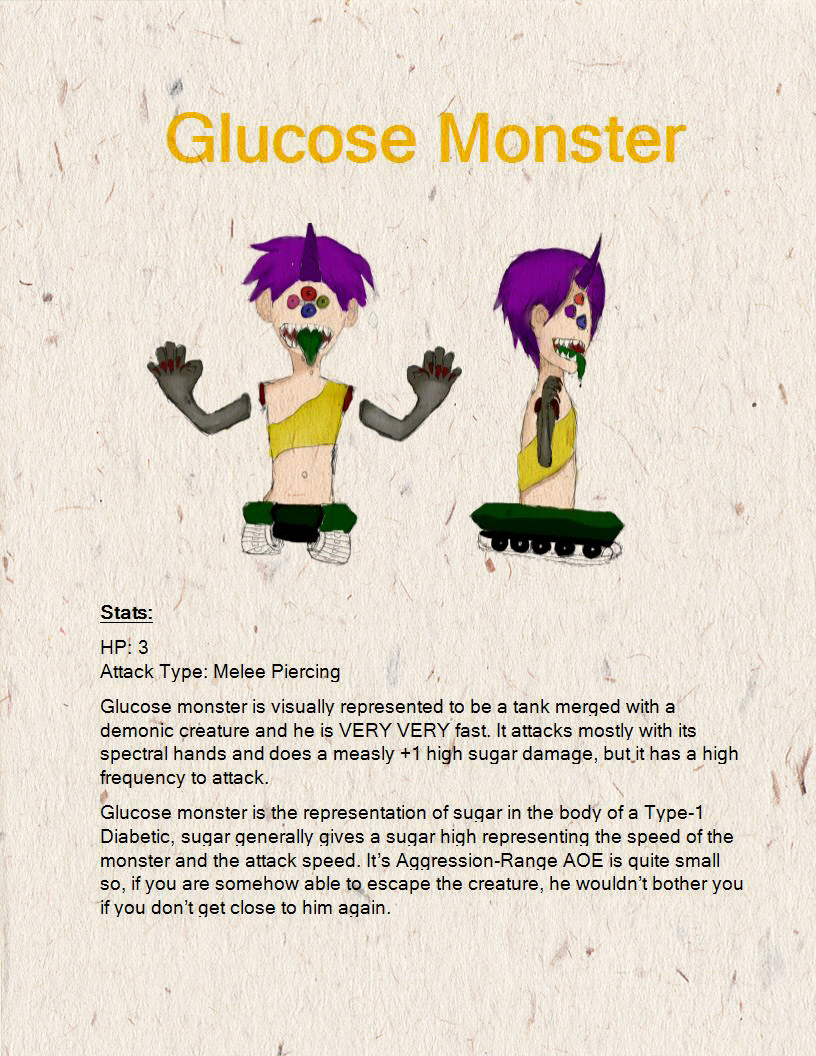 Glucose Monster
Stats:
HP: 3
Attack Type: Melee Piercing
Glucose monster is visually represented to be a tank merged with a
demonic creature and he is VERY VERY fast. It attacks mostly with its
spectral hands and does a measly +1 high sugar damage, but it has a high
frequency to attack.
Glucose monster is the representation of sugar in the body of a Type-1
Diabetic, sugar generally gives a sugar high representing the speed of the
monster and the attack speed. It’s Aggression-Range AOE is quite small
so, if you are somehow able to escape the creature, he wouldn’t bother you
if you don’t get close to him again.